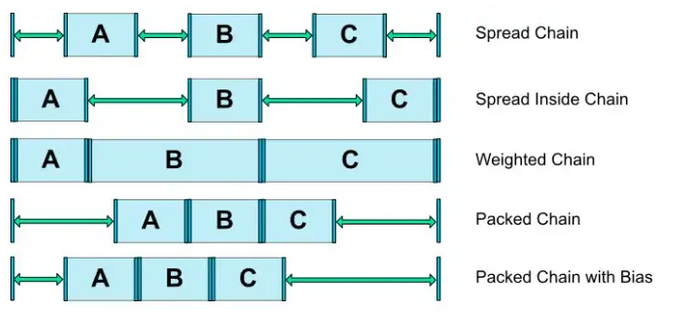 A B C Spread Chain
A B C Spread Inside Chain
A B C Weighted Chain
A B C Packed Chain
A B C Packed Chain with Bias